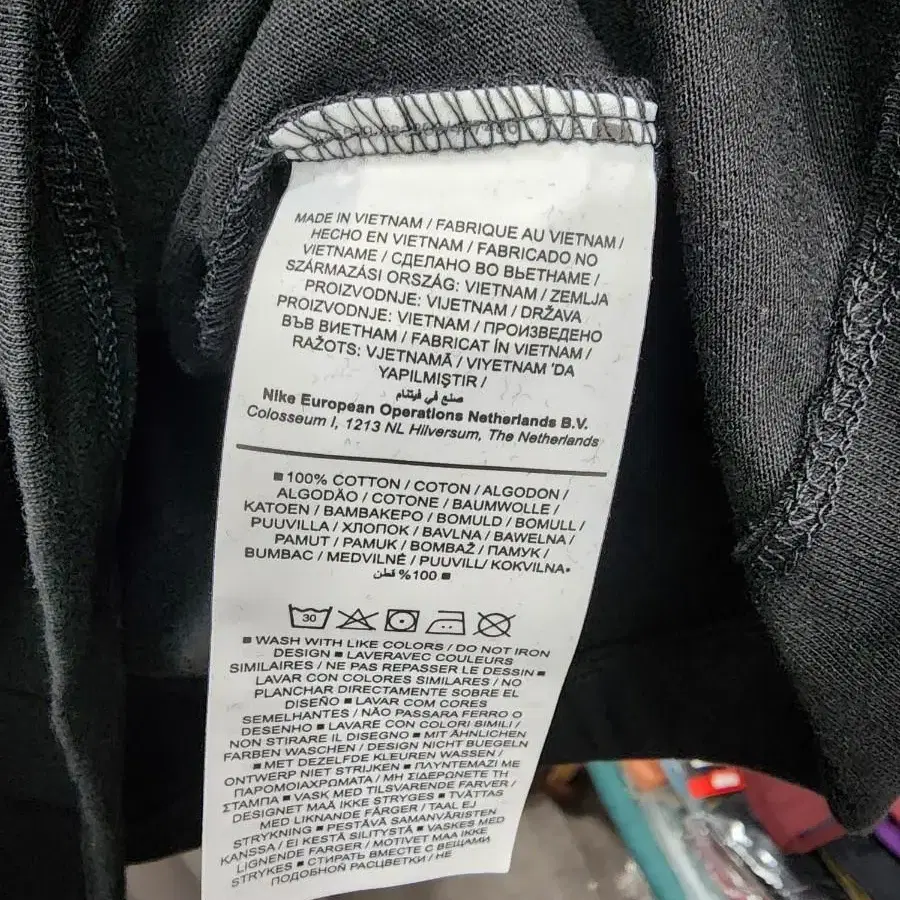 MADE IN VIETNAM / FABRIQUE AU VIETNAM /
HECHO EN VIETNAM / FABRICADO NO
VIETNAME / СДЕЛАНО ВО ВЬЕТНАМЕ /
SZÁRMAZÁSI ORSZÁG: VIETNAM / ZEMLJA
PROIZVODNJE: VIJETNAM / DRŽAVA
PROIZVODNJE: VIETNAM / ПРОИЗВЕДЕНО
ВЪВ ВИЕТНАМ / FABRICAT ÎN VIETNAM /
RAŽOTS: VJETNAMĀ / VIYETNAM 'DA
YAPILMIŞTIR /
صنع في فيتنام
Nike European Operations Netherlands B.V.
Colosseum I, 1213 NL Hilversum, The Netherlands
■ 100% COTTON / COTON / ALGODON /
ALGODÃO / COTONE / BAUMWOLLE /
KATOEN / ΒΑΜΒΑΚΕΡΟ / BOMULD / BOMULL /
PUUVILLA / ХЛОПОК / BAVLNA / BAWELNA /
PAMUT / PAMUK / BOMBAŽ / ПАМУК /
BUMBAC / MEDVILNĖ / PUUVILL/ KOKVILNA•
■ 100% قطن
30
■ WASH WITH LIKE COLORS / DO NOT IRON
DESIGN ■ LAVERAVEC COULEURS
SIMILAIRES / NE PAS REPASSER LE DESSIN ■
LAVAR CON COLORES SIMILARES / NO
PLANCHAR DIRECTAMENTE SOBRE EL
DISEÑO ■ LAVAR COM CORES
SEMELHANTES / NÃO PASSARA FERRO O
DESENHO ■ LAVARE CON COLORI SIMILI /
NON STIRARE IL DISEGNO ■ MIT ÄHNLICHEN
FARBEN WASCHEN / DESIGN NICHT BUEGELN
■ MET DEZELFDE KLEUREN WASSEN /
ONTWERP NIET STRIJKEN ■ ΠΛΥΝΤΕΜΑΖΙ ΜΕ
ΠΑΡΟΜΟΙΑΧΡΩΜΑΤΑ / ΜΗ ΣΙΔΕΡΩΝΕΤΕ ΤΗ
ΣΤΑΜΠΑ ■ VASK MED TILSVARENDE FARVER /
DESIGNET MAA IKKE STRYGES ■ TVÄTTAS
MED LIKNANDE FÄRGER / TAAL EJ
STRYKNING ■ PESTÄVÄ SAMANVÄRISTEN
KANSSA / EI KESTÄ SILITYSTÄ ■ VASKES MED
LIGNENDE FARGER / MOTIVET MAA IKKE
STRYKES ■ СТИРАТЬ ВМЕСТЕ С ВЕЩАМИ
ПОДОБНОЙ РАСЦВЕТКИ / НЕ